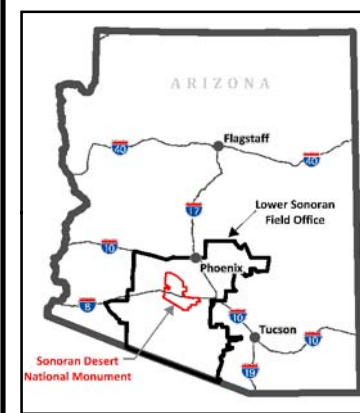 ARIZONA
40
Flagstaff
40
17
Lower Sonoran
Field Office
10
Phoenix
8
10
Tucson
10
Sonoran Desert
National Monument
19